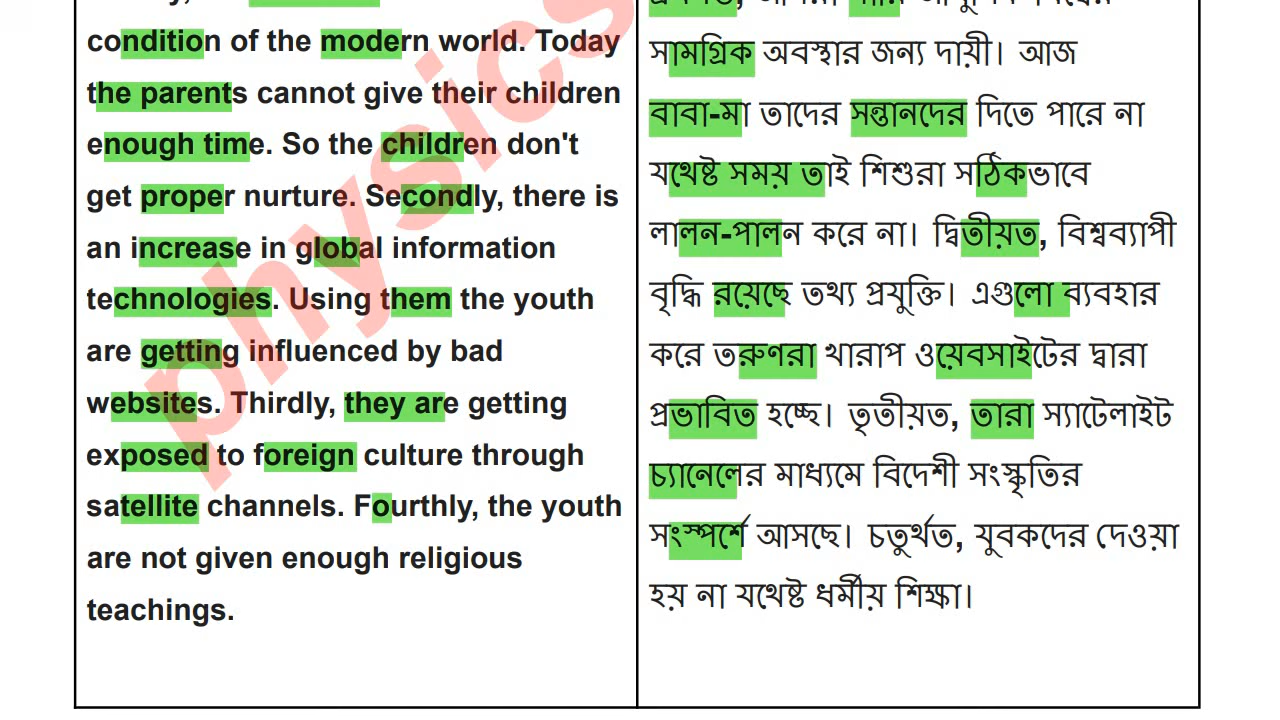 condition of the modern world. Today
the parents cannot give their children
enough time. So the children don't
get proper nurture. Secondly, there is
an increase in global information
technologies. Using them the youth
are getting influenced by bad
websites. Thirdly, they are getting
exposed to foreign culture through
satellite channels. Fourthly, the youth
are not given enough religious
teachings.
সামগ্রিক অবস্থার জন্য দায়ী। আজ
বাবা-মা তাদের সন্তানদের দিতে পারে না
যথেষ্ট সময় তাই শিশুরা সঠিকভাবে
লালন-পালন করে না। দ্বিতীয়ত, বিশ্বব্যাপী
বৃদ্ধি রয়েছে তথ্য প্রযুক্তি। এগুলো ব্যবহার
করে তরুণরা খারাপ ওয়েবসাইটের দ্বারা
প্রভাবিত হচ্ছে। তৃতীয়ত, তারা স্যাটেলাইট
চ্যানেলের মাধ্যমে বিদেশী সংস্কৃতির
সংস্পর্শে আসছে। চতুর্থত, যুবকদের দেওয়া
হয় না যথেষ্ট ধর্মীয় শিক্ষা।
physics